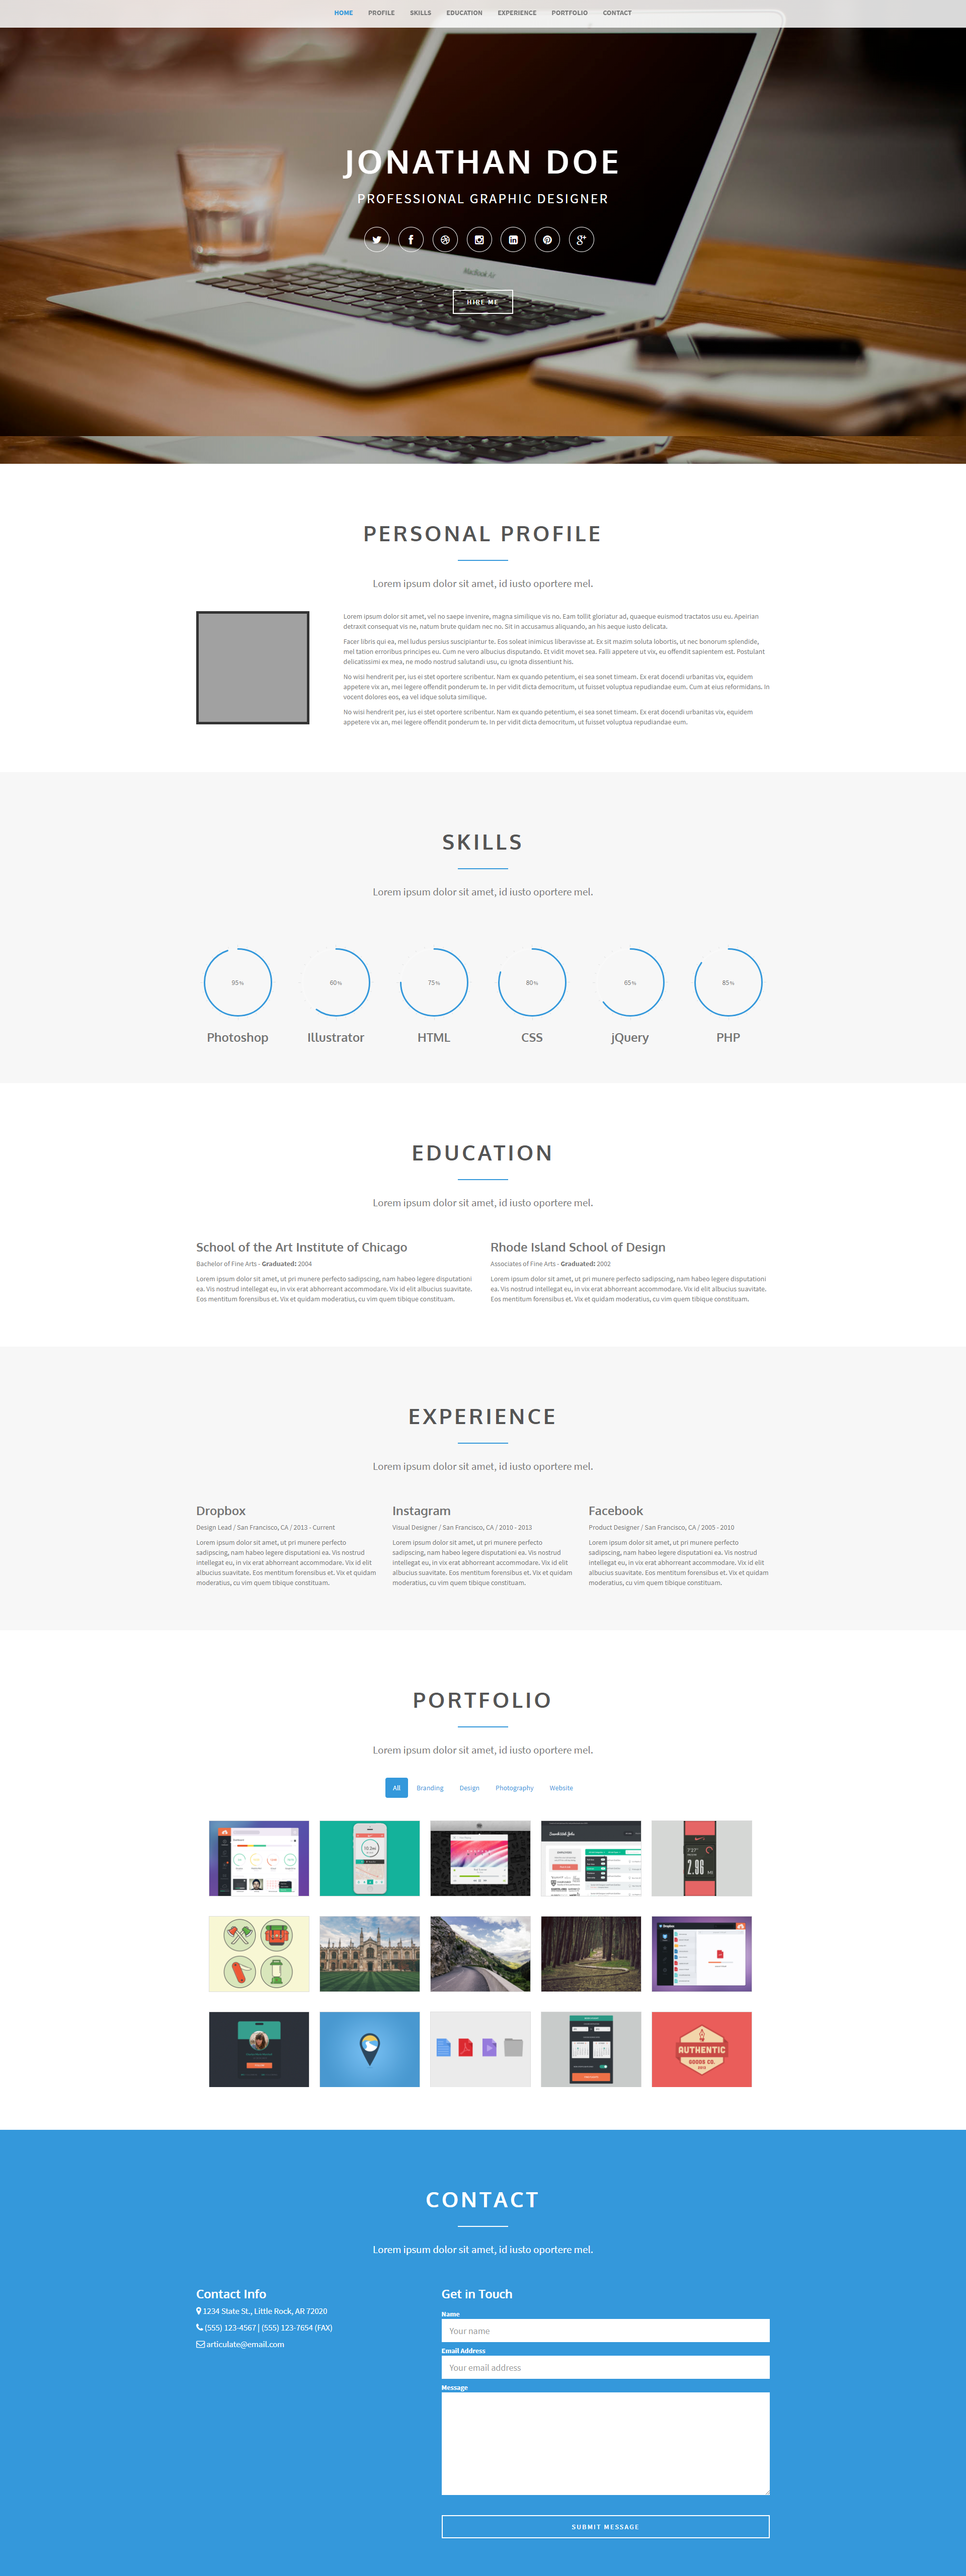 HOME PROFILE SKILLS EDUCATION EXPERIENCE PORTFOLIO CONTACT
JONATHAN DOE
PROFESSIONAL GRAPHIC DESIGNER
MacBook Air
HIRE ME
PERSONAL PROFILE
Lorem ipsum dolor sit amet, id iusto oportere mel.
Lorem ipsum dolor sit amet, vel no saepe invenire, magna similique vis no. Eam tollit gloriatur ad, quaeque euismod tractatos usu eu. Apeirian
detraxit consequat vis ne, natum brute quidam nec no. Sit in accusamus aliquando, an his aeque iusto delicata.
Facer libris qui ea, mel ludus persius suscipiantur te. Eos soleat inimicus liberavisse at. Ex sit mazim soluta lobortis, ut nec bonorum splendide,
mel tation erroribus principes eu. Cum ne vero albucius disputando. Et vidit movet sea. Falli appetere ut vix, eu offendit sapientem est. Postulant
delicatissimi ex mea, ne modo nostrud salutandi usu, cu ignota dissentiunt his.
No wisi hendrerit per, ius ei stet oportere scribentur. Nam ex quando petentium, ei sea sonet timeam. Ex erat docendi urbanitas vix, equidem
appetere vix an, mei legere offendit ponderum te. In per vidit dicta democritum, ut fuisset voluptua repudiandae eum. Cum at eius reformidans. In
vocent dolores eos, ea vel idque soluta similique.
No wisi hendrerit per, ius ei stet oportere scribentur. Nam ex quando petentium, ei sea sonet timeam. Ex erat docendi urbanitas vix, equidem
appetere vix an, mei legere offendit ponderum te. In per vidit dicta democritum, ut fuisset voluptua repudiandae eum.
SKILLS
Lorem ipsum dolor sit amet, id iusto oportere mel.
95% 60% 75% 80% 65% 85%
Photoshop Illustrator HTML CSS jQuery PHP
EDUCATION
Lorem ipsum dolor sit amet, id iusto oportere mel.
School of the Art Institute of Chicago
Bachelor of Fine Arts - Graduated: 2004
Lorem ipsum dolor sit amet, ut pri munere perfecto sadipscing, nam habeo legere disputationi
ea. Vis nostrud intellegat eu, in vix erat abhorreant accommodare. Vix id elit albucius suavitate.
Eos mentitum forensibus et. Vix et quidam moderatius, cu vim quem tibique constituam.
Rhode Island School of Design
Associates of Fine Arts - Graduated: 2002
Lorem ipsum dolor sit amet, ut pri munere perfecto sadipscing, nam habeo legere disputationi
ea. Vis nostrud intellegat eu, in vix erat abhorreant accommodare. Vix id elit albucius suavitate.
Eos mentitum forensibus et. Vix et quidam moderatius, cu vim quem tibique constituam.
EXPERIENCE
Lorem ipsum dolor sit amet, id iusto oportere mel.
Dropbox
Design Lead / San Francisco, CA / 2013 - Current
Lorem ipsum dolor sit amet, ut pri munere perfecto
sadipscing, nam habeo legere disputationi ea. Vis nostrud
intellegat eu, in vix erat abhorreant accommodare. Vix id elit
albucius suavitate. Eos mentitum forensibus et. Vix et quidam
moderatius, cu vim quem tibique constituam.
Instagram
Visual Designer / San Francisco, CA / 2010 - 2013
Lorem ipsum dolor sit amet, ut pri munere perfecto
sadipscing, nam habeo legere disputationi ea. Vis nostrud
intellegat eu, in vix erat abhorreant accommodare. Vix id elit
albucius suavitate. Eos mentitum forensibus et. Vix et quidam
moderatius, cu vim quem tibique constituam.
Facebook
Product Designer / San Francisco, CA / 2005 - 2010
Lorem ipsum dolor sit amet, ut pri munere perfecto
sadipscing, nam habeo legere disputationi ea. Vis nostrud
intellegat eu, in vix erat abhorreant accommodare. Vix id elit
albucius suavitate. Eos mentitum forensibus et. Vix et quidam
moderatius, cu vim quem tibique constituam.
PORTFOLIO
Lorem ipsum dolor sit amet, id iusto oportere mel.
All Branding Design Photography Website
7'27"
2.86
AUTHENTIC
GOODS CO.
CONTACT
Lorem ipsum dolor sit amet, id iusto oportere mel.
Contact Info
1234 State St., Little Rock, AR 72020
(555) 123-4567 | (555) 123-7654 (FAX)
articulate@email.com
Get in Touch
Name
Your name
Email Address
Your email address
Message
SUBMIT MESSAGE